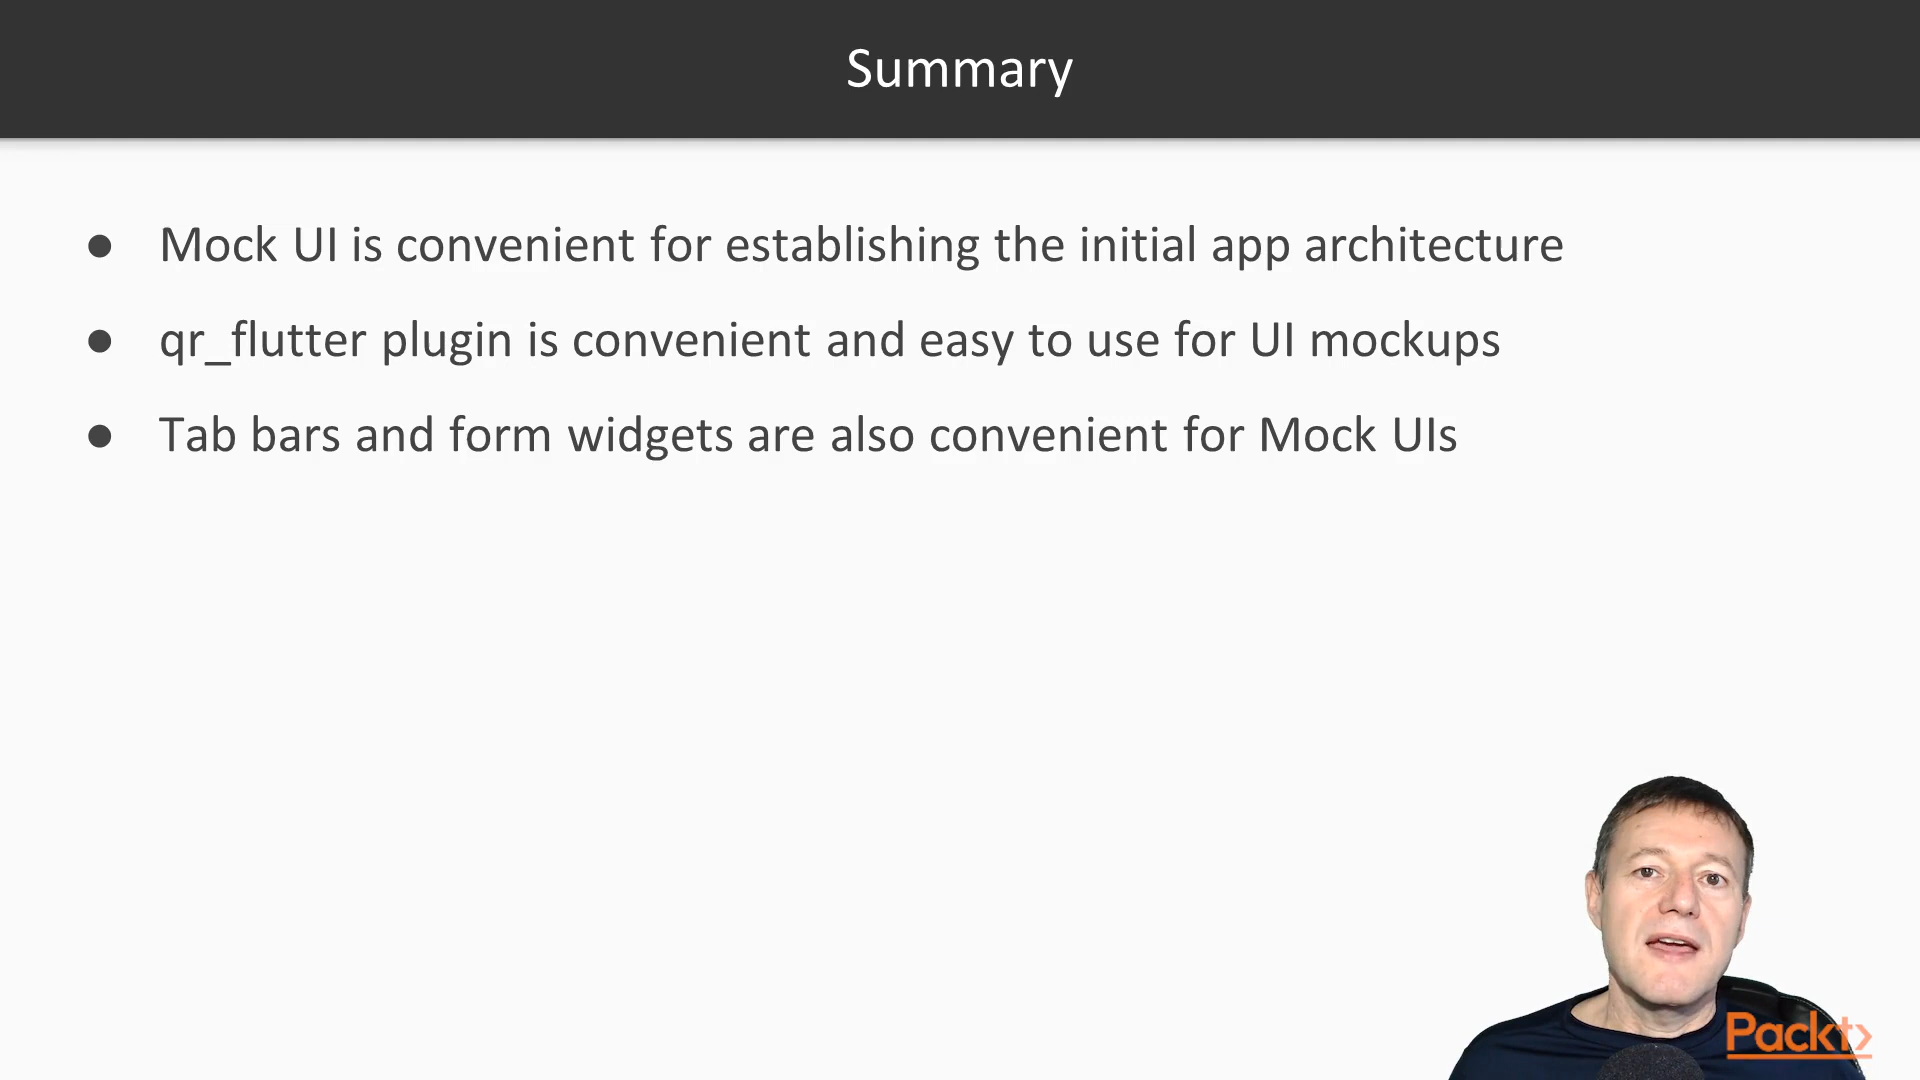 Summary
● Mock UI is convenient for establishing the initial app architecture
● qr_flutter plugin is convenient and easy to use for UI mockups
● Tab bars and form widgets are also convenient for Mock UIs
Packt>